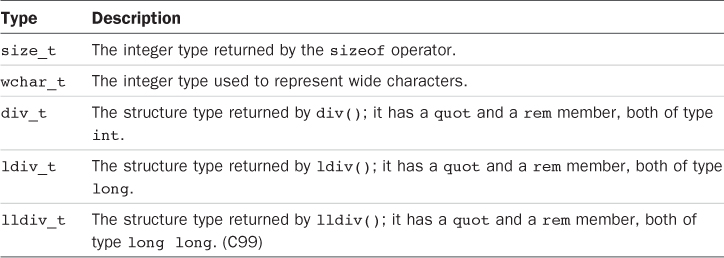 Type Description
size_t The integer type returned by the sizeof operator.
wchar_t The integer type used to represent wide characters.
div_t The structure type returned by div(); it has a quot and a rem member, both of type
int.
ldiv_t The structure type returned by ldiv(); it has a quot and a rem member, both of type
long.
lldiv_t The structure type returned by lldiv(); it has a quot and a rem member, both of
type long long. (C99)